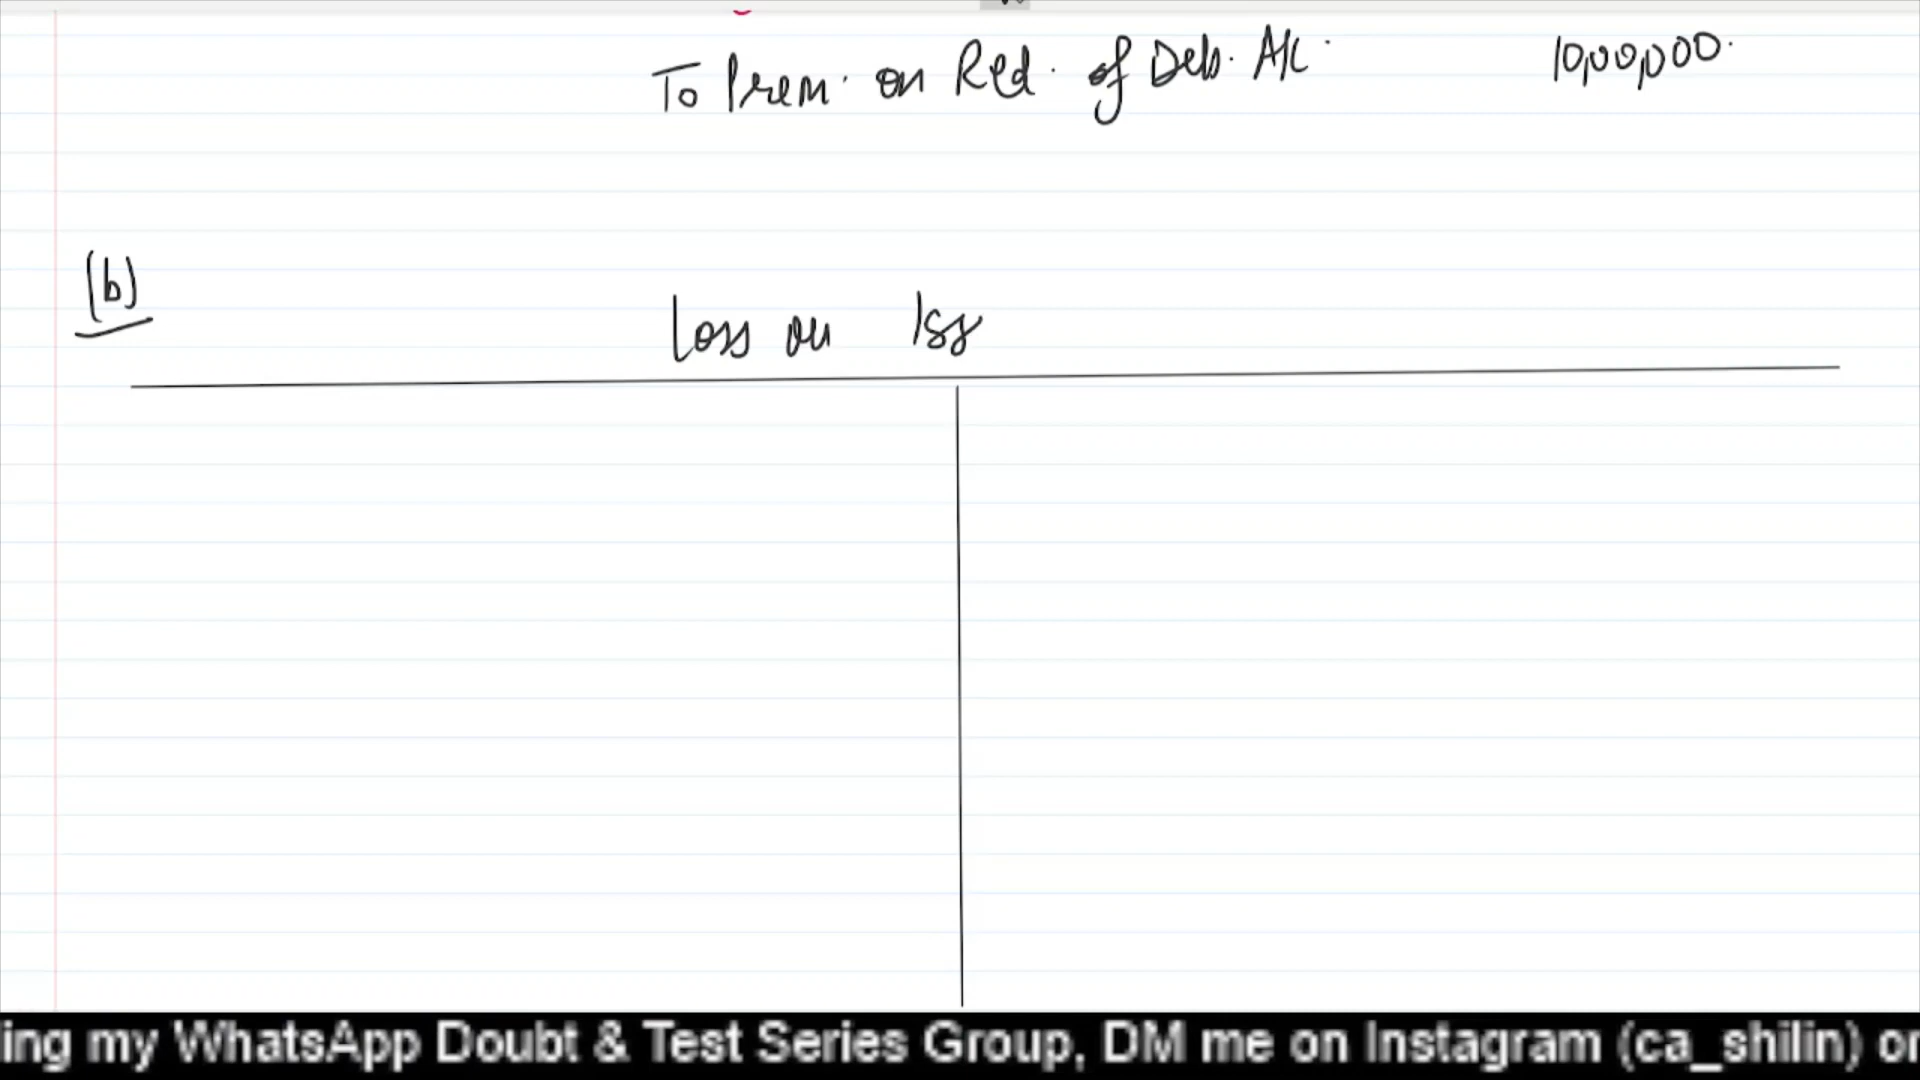 To Prem. on Red. of Deb. A/c. 10,00,000.
(b)
Loss on Iss
ing my WhatsApp Doubt & Test Series Group, DM me on Instagram (ca_shilin) or